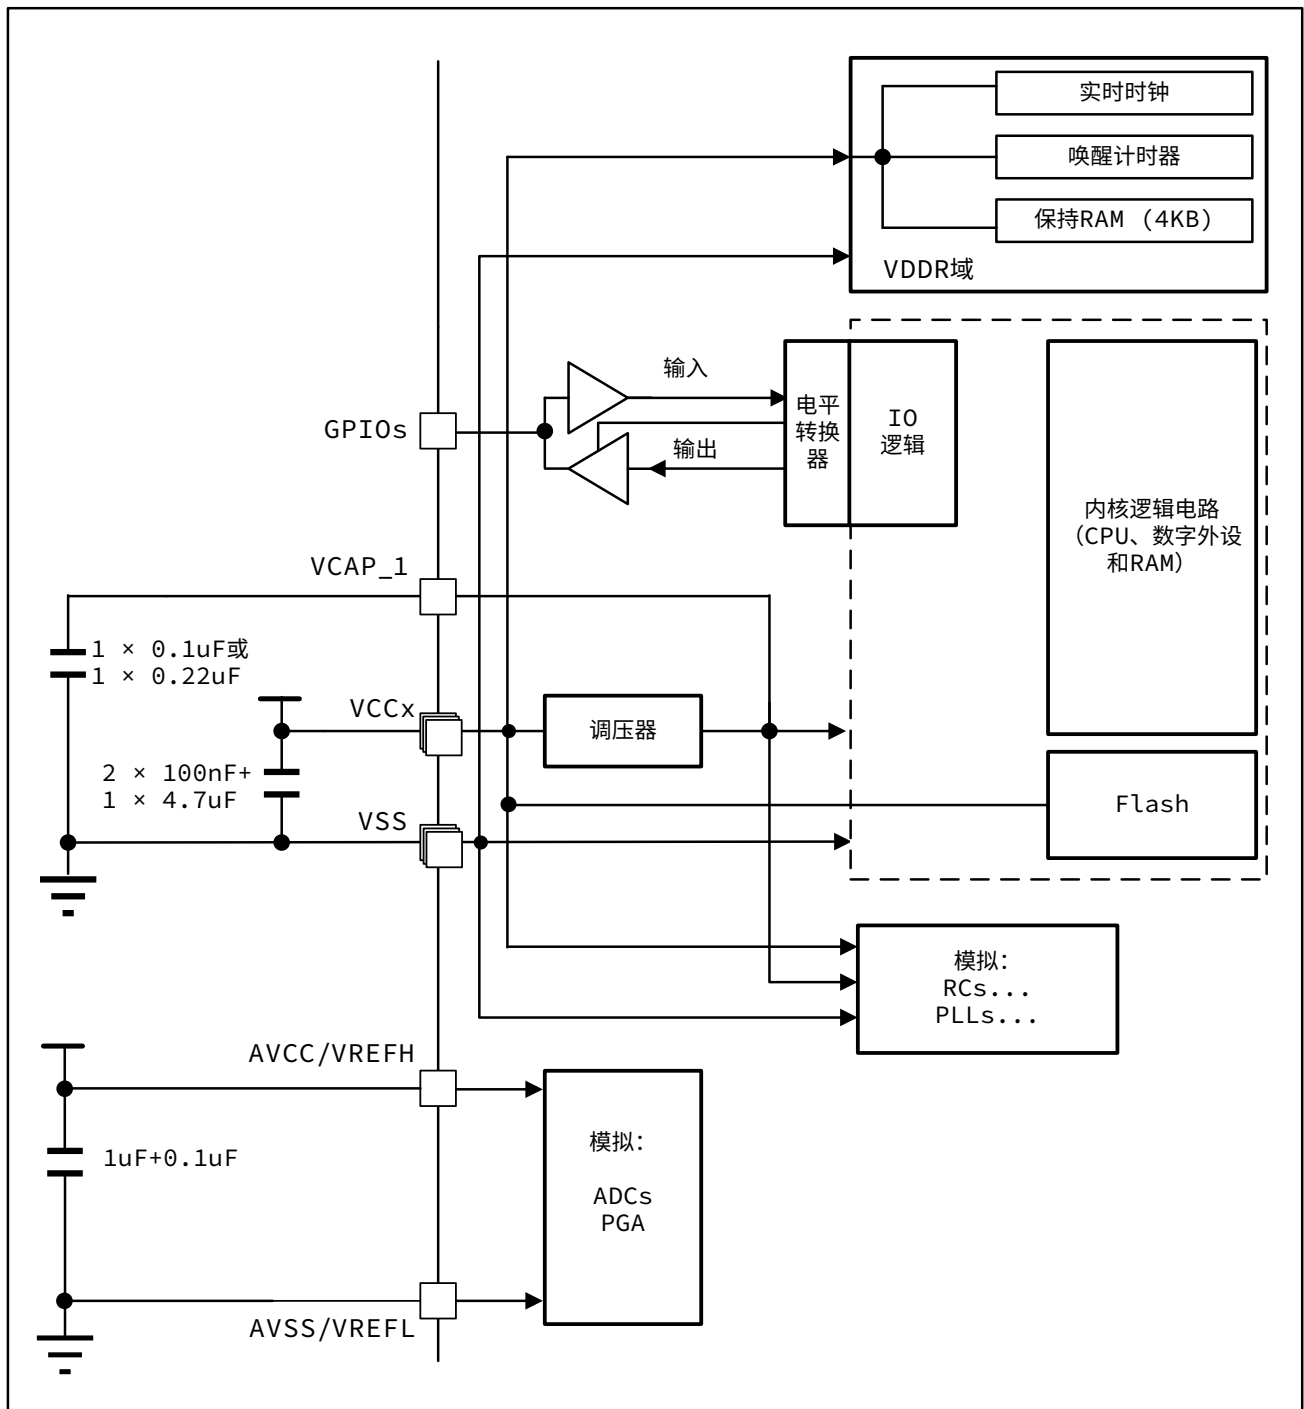 实时时钟
唤醒计时器
保持RAM (4KB)
VDDR域
输入
GPIOs
输出
电平
转换
器
IO
逻辑
内核逻辑电路
(CPU、数字外设
和RAM)
VCAP_1
1 × 0.1uF或
1 × 0.22uF
VCCx
调压器
2 × 100nF+
1 × 4.7uF
VSS
Flash
模拟:
RCs...
PLLs...
AVCC/VREFH
1uF+0.1uF
模拟:
ADCs
PGA
AVSS/VREFL